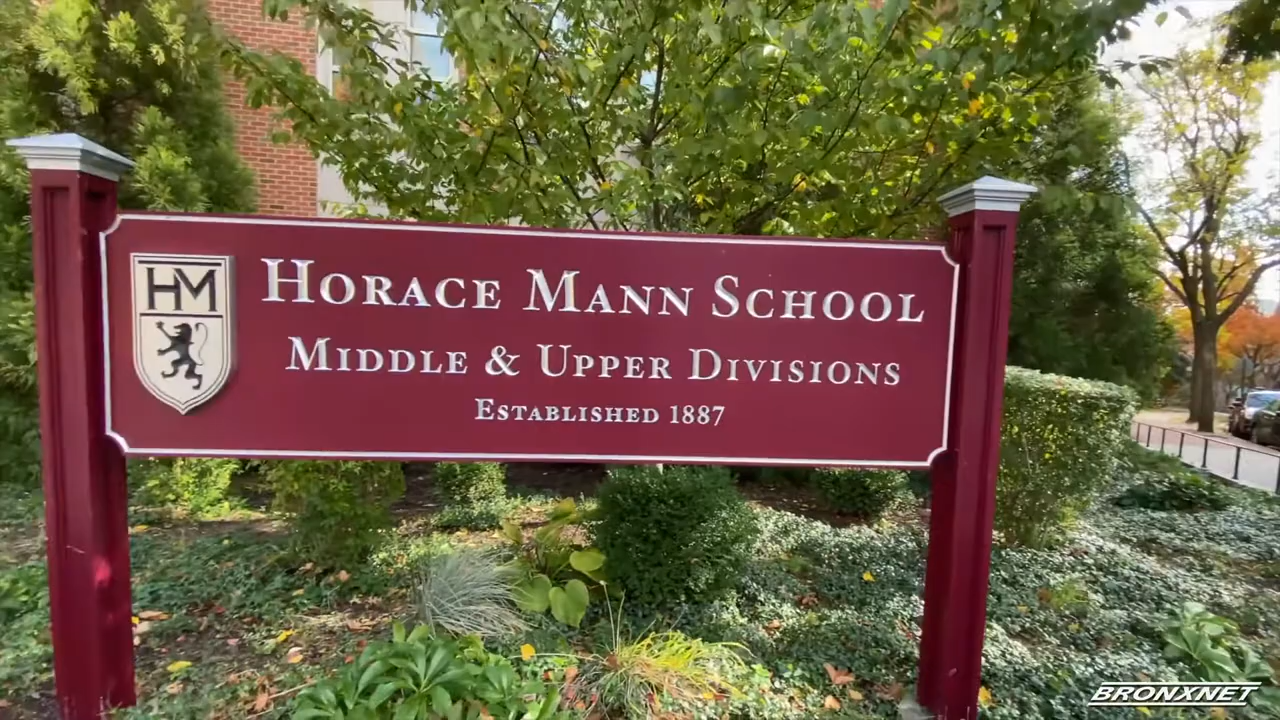 HM
HORACE MANN SCHOOL
MIDDLE & UPPER DIVISIONS
ESTABLISHED 1887
BRONXNET